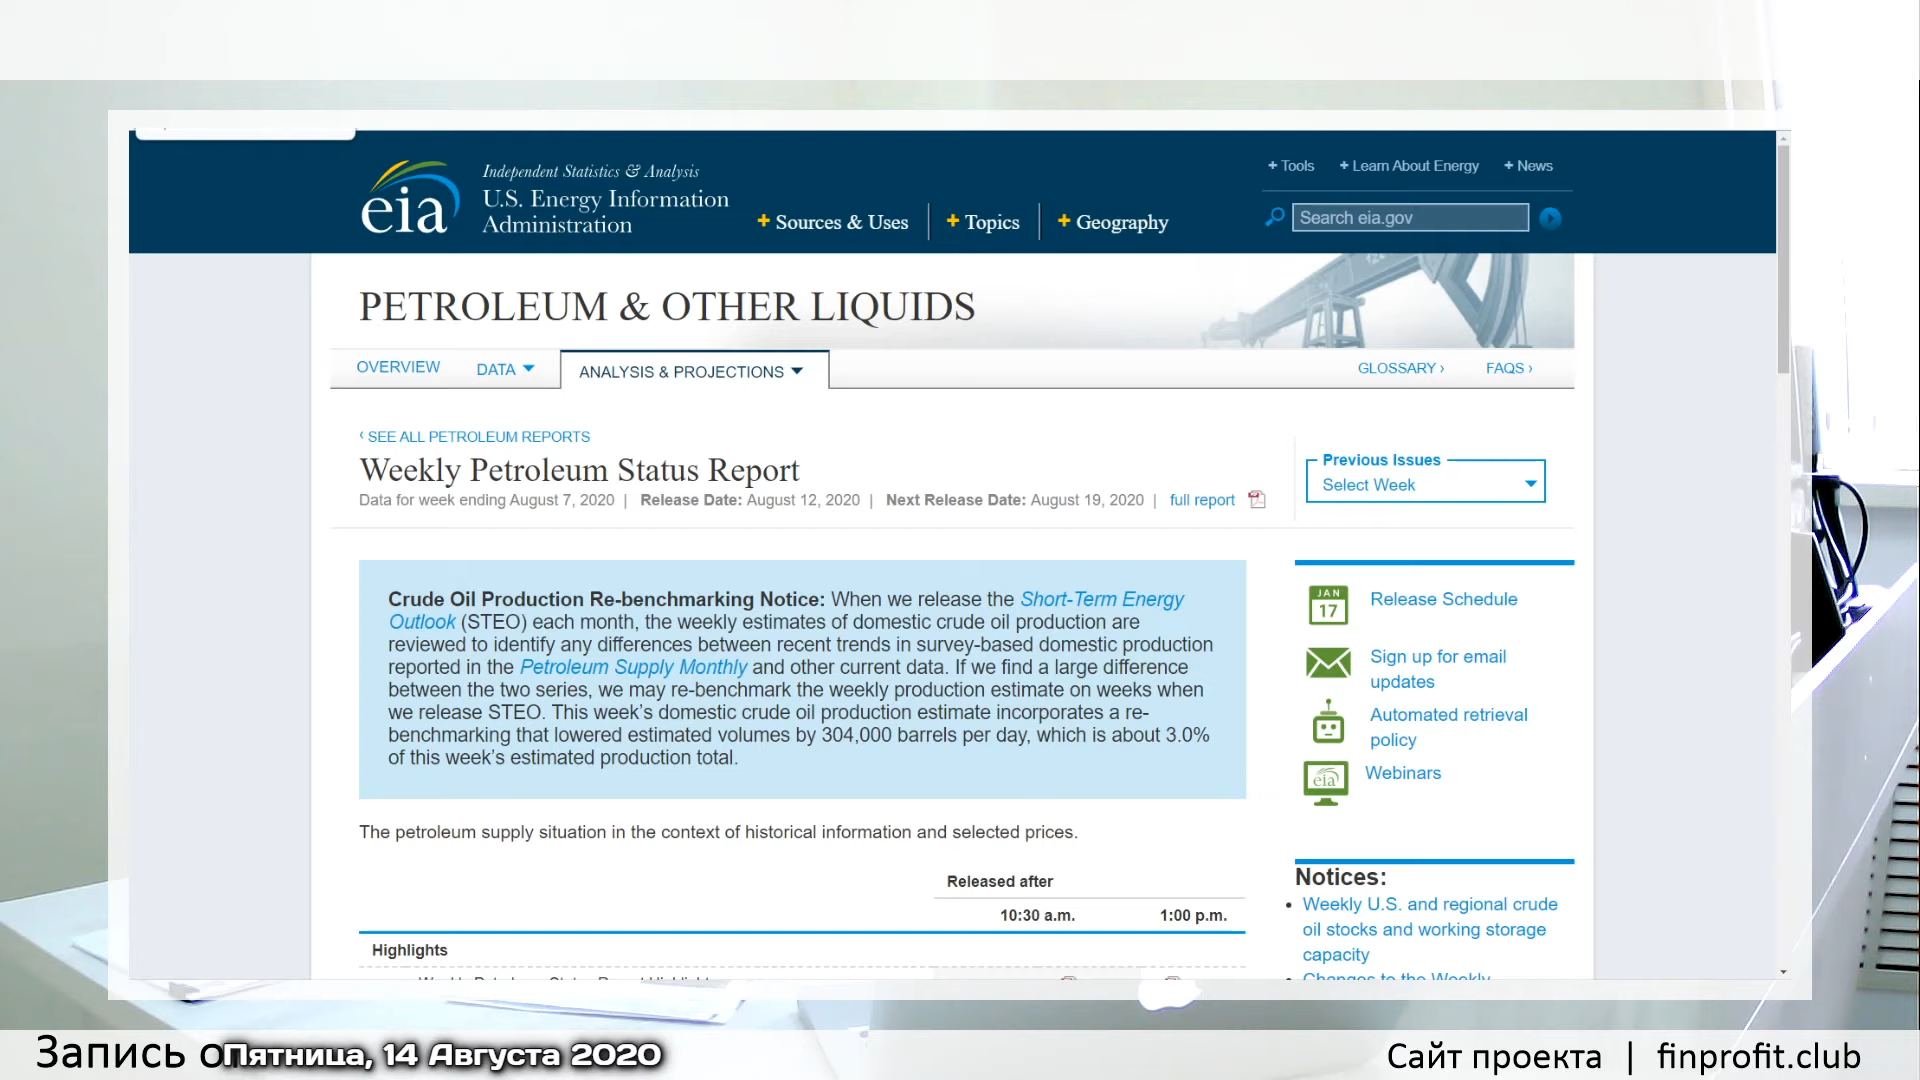 eia
Independent Statistics & Analysis
U.S. Energy Information
Administration
+ Sources & Uses
+ Topics
+ Geography
+ Tools
+ Learn About Energy
+ News
Search eia.gov
PETROLEUM & OTHER LIQUIDS
OVERVIEW
DATA
ANALYSIS & PROJECTIONS
GLOSSARY ›
FAQS ›
‹ SEE ALL PETROLEUM REPORTS
Weekly Petroleum Status Report
Data for week ending August 7, 2020 | Release Date: August 12, 2020 | Next Release Date: August 19, 2020 | full report
Previous Issues
Select Week
Crude Oil Production Re-benchmarking Notice: When we release the Short-Term Energy
Outlook (STEO) each month, the weekly estimates of domestic crude oil production are
reviewed to identify any differences between recent trends in survey-based domestic production
reported in the Petroleum Supply Monthly and other current data. If we find a large difference
between the two series, we may re-benchmark the weekly production estimate on weeks when
we release STEO. This week's domestic crude oil production estimate incorporates a re-
benchmarking that lowered estimated volumes by 304,000 barrels per day, which is about 3.0%
of this week's estimated production total.
JAN
17
Release Schedule
Sign up for email
updates
Automated retrieval
policy
eia
Webinars
The petroleum supply situation in the context of historical information and selected prices.
Released after
10:30 a.m.
1:00 p.m.
Highlights
Notices:
• Weekly U.S. and regional crude
oil stocks and working storage
capacity
• Changes to the Weekly
Запись от
Пятница, 14 Августа 2020
Сайт проекта | finprofit.club